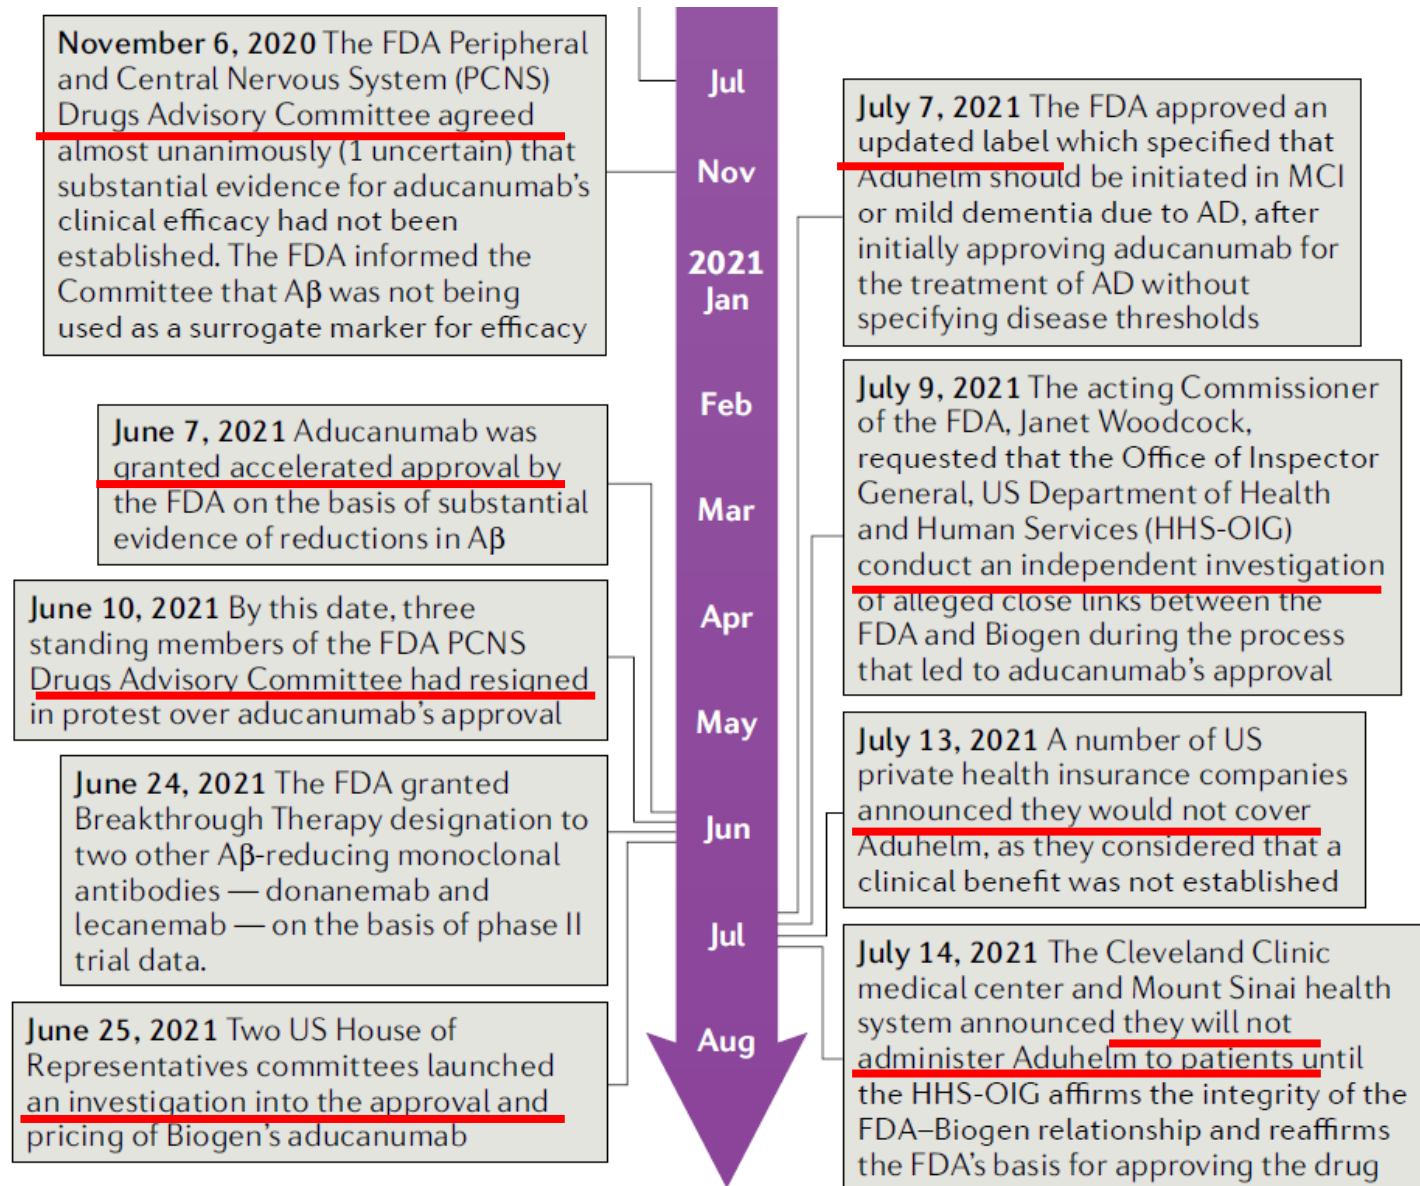 November 6, 2020 The FDA Peripheral
and Central Nervous System (PCNS)
Drugs Advisory Committee agreed
almost unanimously (1 uncertain) that
substantial evidence for aducanumab's
clinical efficacy had not been
established. The FDA informed the
Committee that Aβ was not being
used as a surrogate marker for efficacy
June 7, 2021 Aducanumab was
granted accelerated approval by
the FDA on the basis of substantial
evidence of reductions in Aβ
June 10, 2021 By this date, three
standing members of the FDA PCNS
Drugs Advisory Committee had resigned
in protest over aducanumab's approval
June 24, 2021 The FDA granted
Breakthrough Therapy designation to
two other Aβ-reducing monoclonal
antibodies — donanemab and
lecanemab — on the basis of phase II
trial data.
June 25, 2021 Two US House of
Representatives committees launched
an investigation into the approval and
pricing of Biogen's aducanumab
Jul
Nov
2021
Jan
Feb
Mar
Apr
May
Jun
Jul
Aug
July 7, 2021 The FDA approved an
updated label which specified that
Aduhelm should be initiated in MCI
or mild dementia due to AD, after
initially approving aducanumab for
the treatment of AD without
specifying disease thresholds
July 9, 2021 The acting Commissioner
of the FDA, Janet Woodcock,
requested that the Office of Inspector
General, US Department of Health
and Human Services (HHS-OIG)
conduct an independent investigation
of alleged close links between the
FDA and Biogen during the process
that led to aducanumab's approval
July 13, 2021 A number of US
private health insurance companies
announced they would not cover
Aduhelm, as they considered that a
clinical benefit was not established
July 14, 2021 The Cleveland Clinic
medical center and Mount Sinai health
system announced they will not
administer Aduhelm to patients until
the HHS-OIG affirms the integrity of the
FDA–Biogen relationship and reaffirms
the FDA's basis for approving the drug